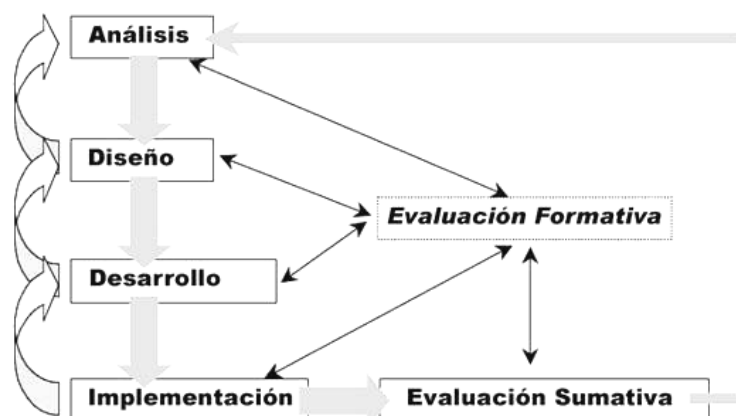 Análisis
Diseño
Evaluación Formativa
Desarrollo
Implementación
Evaluación Sumativa